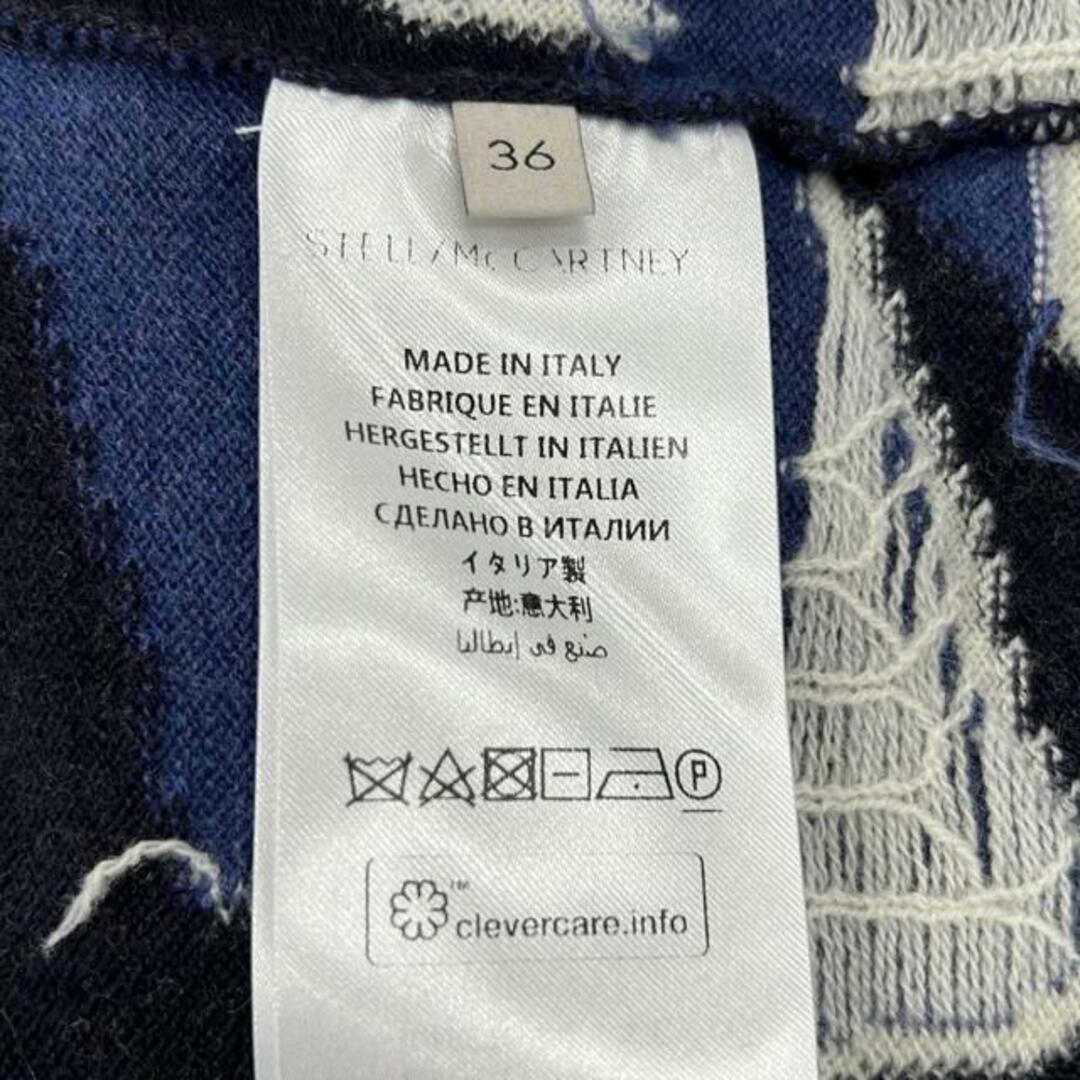 36
STELLA McCARTNEY
MADE IN ITALY
FABRIQUE EN ITALIE
HERGESTELLT IN ITALIEN
HECHO EN ITALIA
СДЕЛАНО В ИТАЛИИ
イタリア製
产地:意大利
صنع في إيطاليا
P
TM
clevercare.info